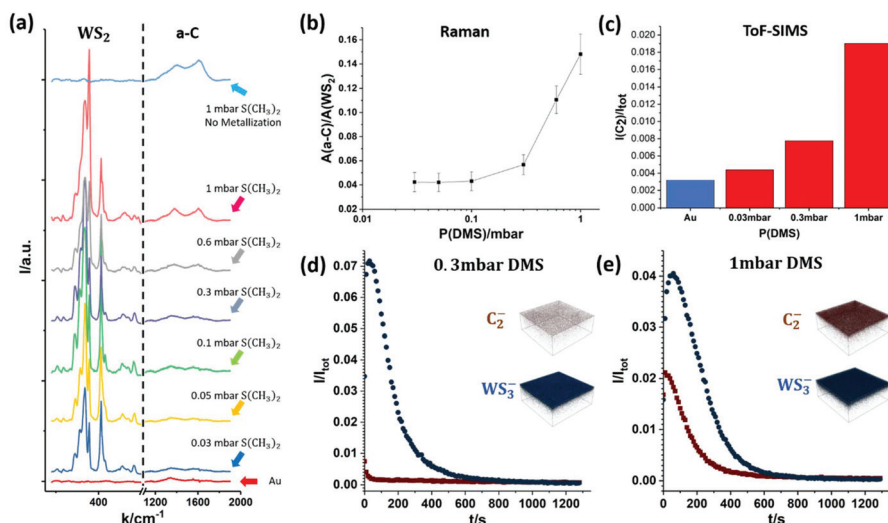 (a)
WS₂
a-C
1 mbar S(CH₃)₂
No Metallization
1 mbar S(CH₃)₂
0.6 mbar S(CH₃)₂
0.3 mbar S(CH₃)₂
0.1 mbar S(CH₃)₂
0.05 mbar S(CH₃)₂
0.03 mbar S(CH₃)₂
Au
I/a.u.
400 1200 1600 2000
k/cm⁻¹
(b)
Raman
A(a-C)/A(WS₂)
0.16
0.14
0.12
0.10
0.08
0.06
0.04
0.02
0.01 0.1 1
P(DMS)/mbar
(c)
ToF-SIMS
I(C₂)/Iₜₒₜ
0.020
0.018
0.016
0.014
0.012
0.010
0.008
0.006
0.004
0.002
0.000
Au 0.03mbar 0.3mbar 1mbar
P(DMS)
(d)
0.3mbar DMS
C₂⁻
WS₃⁻
I/Iₜₒₜ
0.07
0.06
0.05
0.04
0.03
0.02
0.01
0.00
0 200 400 600 800 1000 1200
t/s
(e)
1mbar DMS
C₂⁻
WS₃⁻
I/Iₜₒₜ
0.04
0.03
0.02
0.01
0.00
0 200 400 600 800 1000 1200
t/s